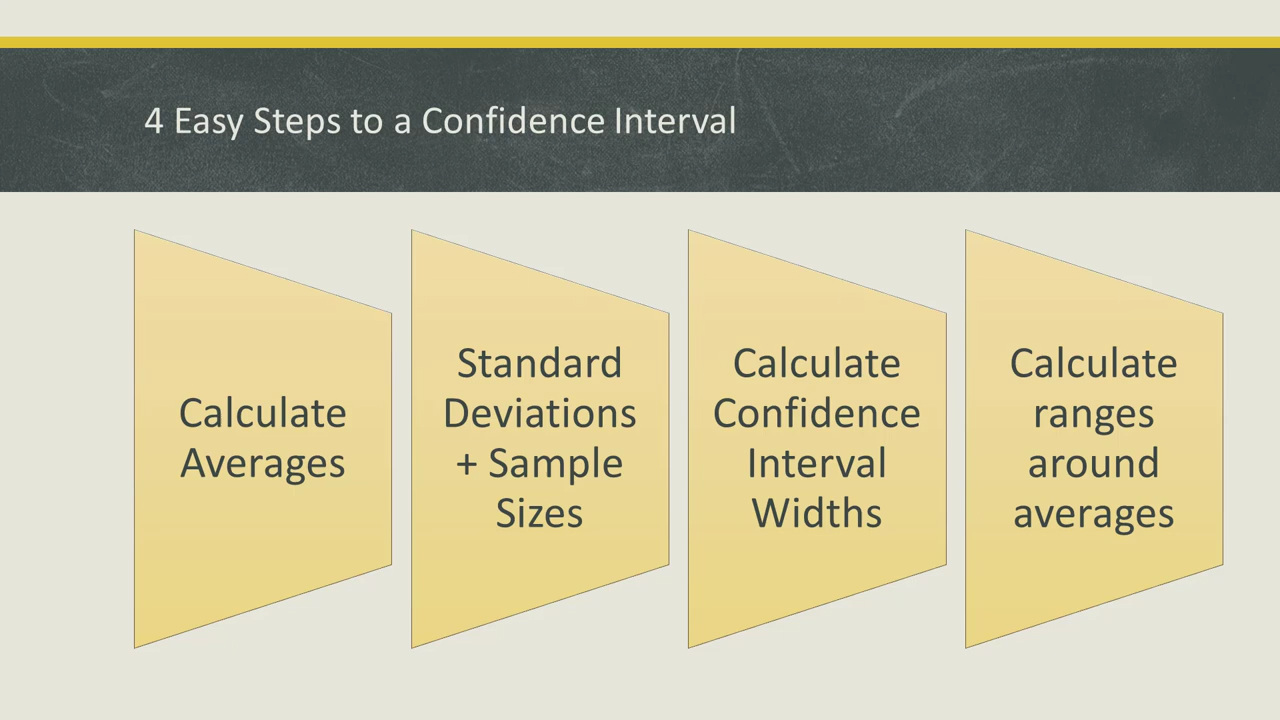 4 Easy Steps to a Confidence Interval
Calculate
Averages
Standard
Deviations
+ Sample
Sizes
Calculate
Confidence
Interval
Widths
Calculate
ranges
around
averages